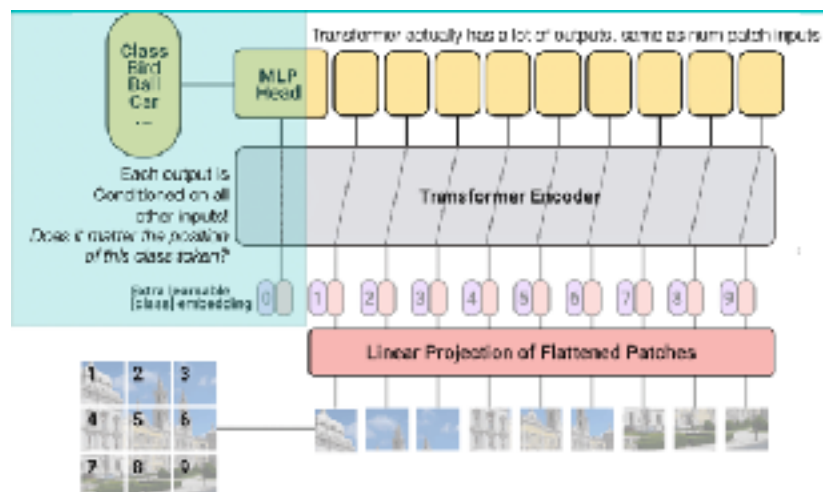 Transformer actually has a lot of outputs, same as num patch inputs
Class
Bird
Ball
Car
...
MLP
Head
Each output is
Conditioned on all
other inputs!
Does it matter the position
of this class token?
Transformer Encoder
Extra learnable
[class] embedding
0 1 2 3 4 5 6 7 8 9
Linear Projection of Flattened Patches
1 2 3
4 5 6
7 8 9